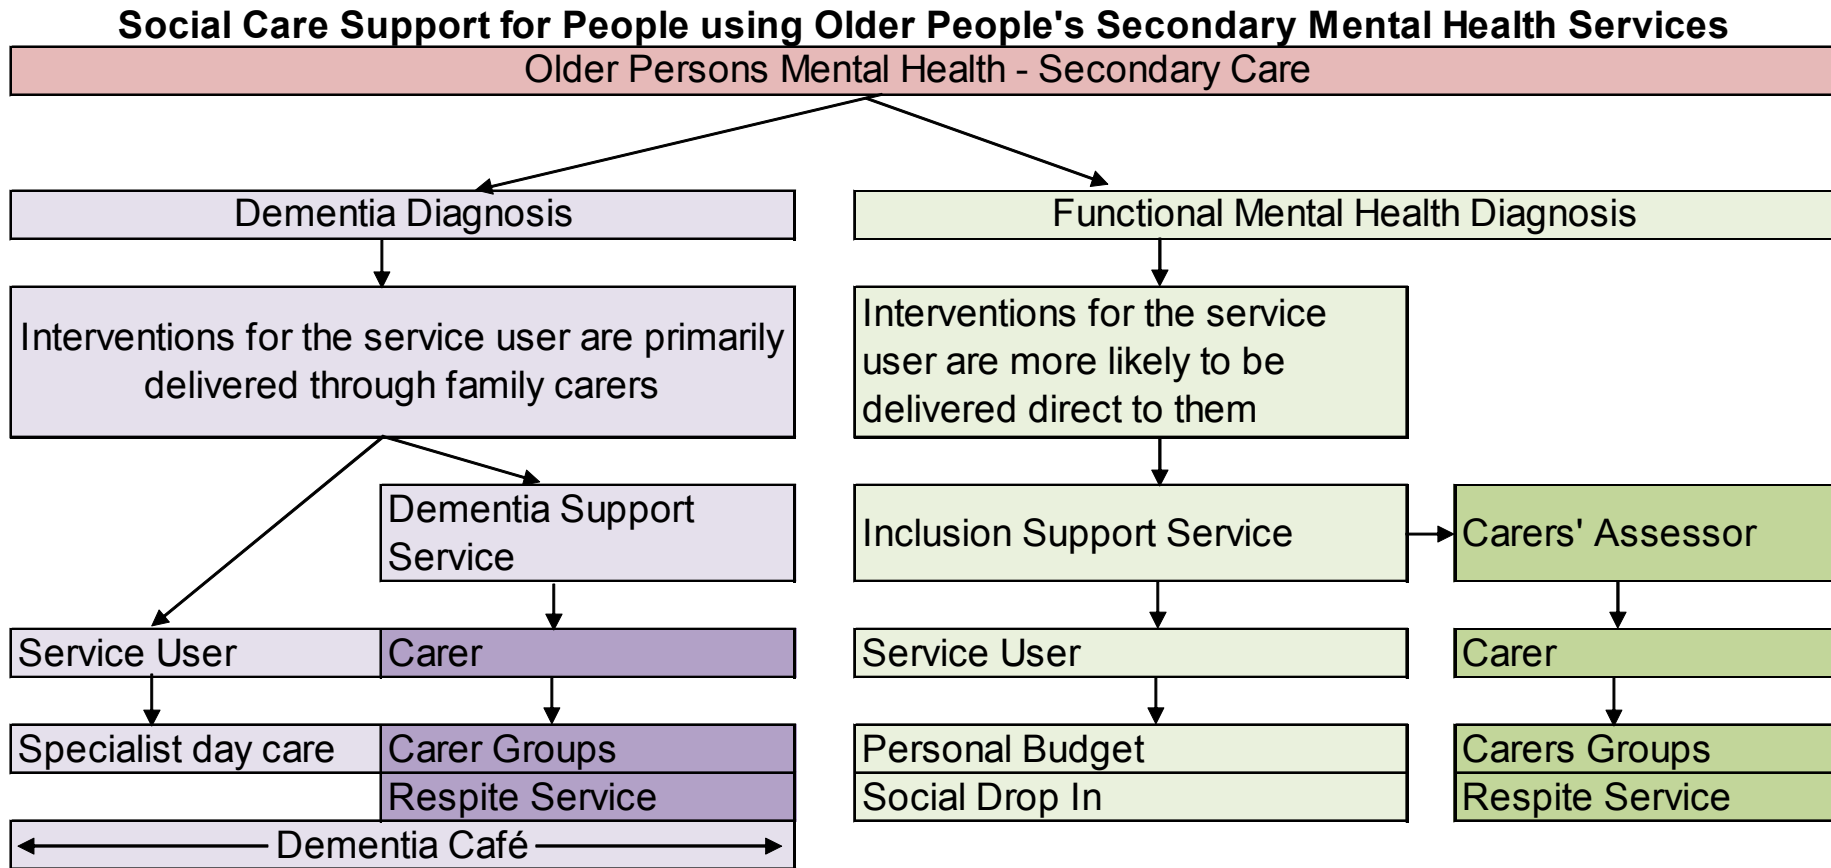 Social Care Support for People using Older People's Secondary Mental Health Services
Older Persons Mental Health - Secondary Care
Dementia Diagnosis
Functional Mental Health Diagnosis
Interventions for the service user are primarily
delivered through family carers
Interventions for the service
user are more likely to be
delivered direct to them
Dementia Support
Service
Inclusion Support Service
Carers' Assessor
Service User
Carer
Service User
Carer
Specialist day care
Carer Groups
Personal Budget
Carers Groups
Respite Service
Social Drop In
Respite Service
Dementia Café